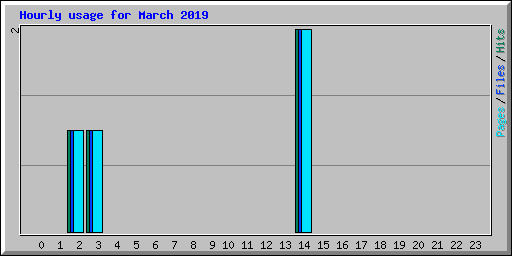 Hourly usage for March 2019
2
Pages/Files/Hits
0 1 2 3 4 5 6 7 8 9 10 11 12 13 14 15 16 17 18 19 20 21 22 23